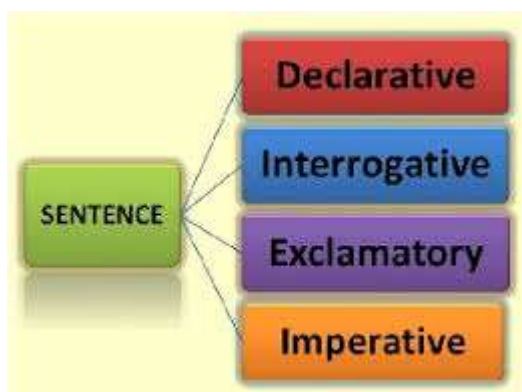 SENTENCE
Declarative
Interrogative
Exclamatory
Imperative